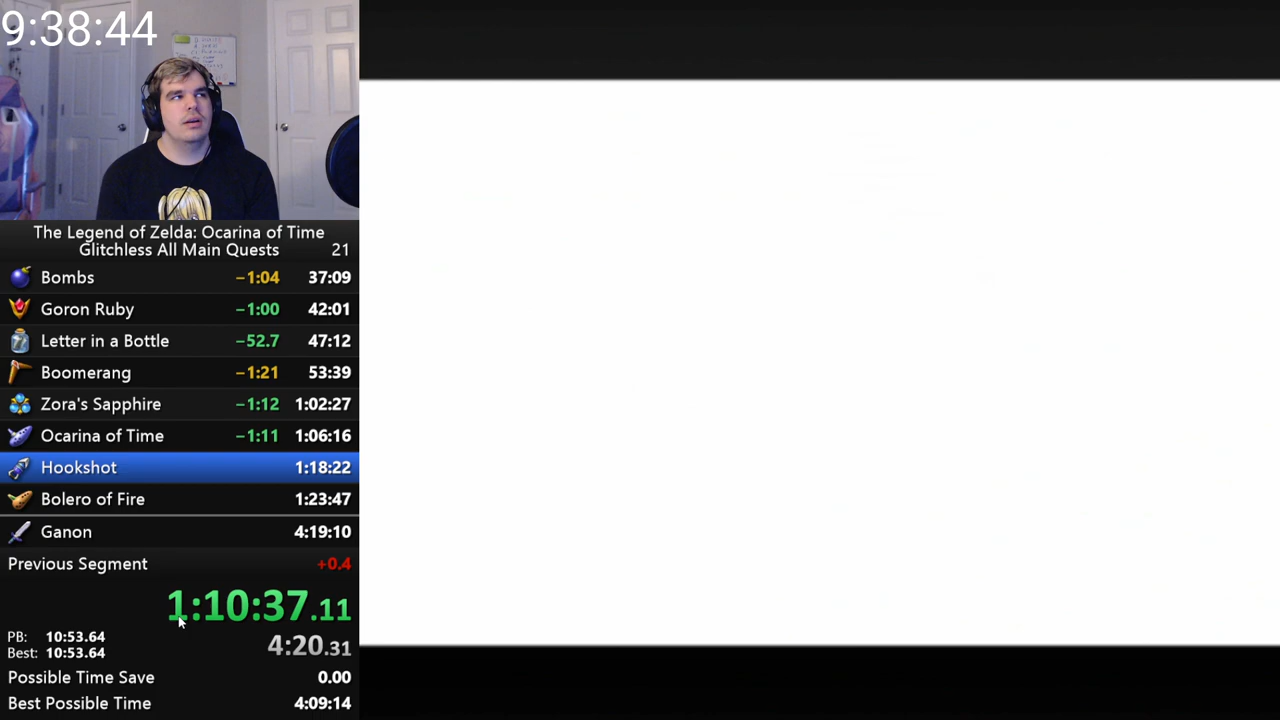 9:38:44
The Legend of Zelda: Ocarina of Time
Glitchless All Main Quests 21
Bombs −1:04 37:09
Goron Ruby −1:00 42:01
Letter in a Bottle −52.7 47:12
Boomerang −1:21 53:39
Zora's Sapphire −1:12 1:02:27
Ocarina of Time −1:11 1:06:16
Hookshot 1:18:22
Bolero of Fire 1:23:47
Ganon 4:19:10
Previous Segment +0.4
1:10:37.11
PB: 10:53.64 4:20.31
Best: 10:53.64
Possible Time Save 0.00
Best Possible Time 4:09:14